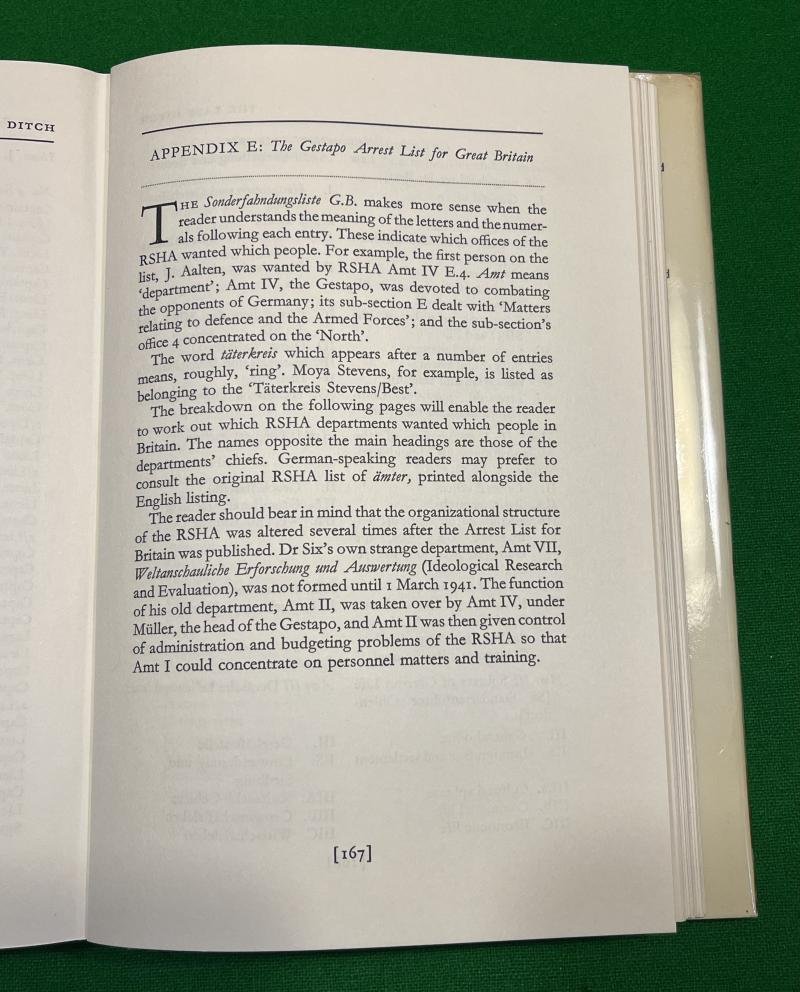 DITCH
APPENDIX E: The Gestapo Arrest List for Great Britain
THE Sonderfahndungsliste G.B. makes more sense when the
reader understands the meaning of the letters and the numer-
als following each entry. These indicate which offices of the
RSHA wanted which people. For example, the first person on the
list, J. Aalten, was wanted by RSHA Amt IV E.4. Amt means
‘department’; Amt IV, the Gestapo, was devoted to combating
the opponents of Germany; its sub-section E dealt with ‘Matters
relating to defence and the Armed Forces’; and the sub-section’s
office 4 concentrated on the ‘North’.
The word täterkreis which appears after a number of entries
means, roughly, ‘ring’. Moya Stevens, for example, is listed as
belonging to the ‘Täterkreis Stevens/Best’.
The breakdown on the following pages will enable the reader
to work out which RSHA departments wanted which people in
Britain. The names opposite the main headings are those of the
departments’ chiefs. German-speaking readers may prefer to
consult the original RSHA list of ämter, printed alongside the
English listing.
The reader should bear in mind that the organizational structure
of the RSHA was altered several times after the Arrest List for
Britain was published. Dr Six’s own strange department, Amt VII,
Weltanschauliche Erforschung und Auswertung (Ideological Research
and Evaluation), was not formed until 1 March 1941. The function
of his old department, Amt II, was taken over by Amt IV, under
Müller, the head of the Gestapo, and Amt II was then given control
of administration and budgeting problems of the RSHA so that
Amt I could concentrate on personnel matters and training.
[167]